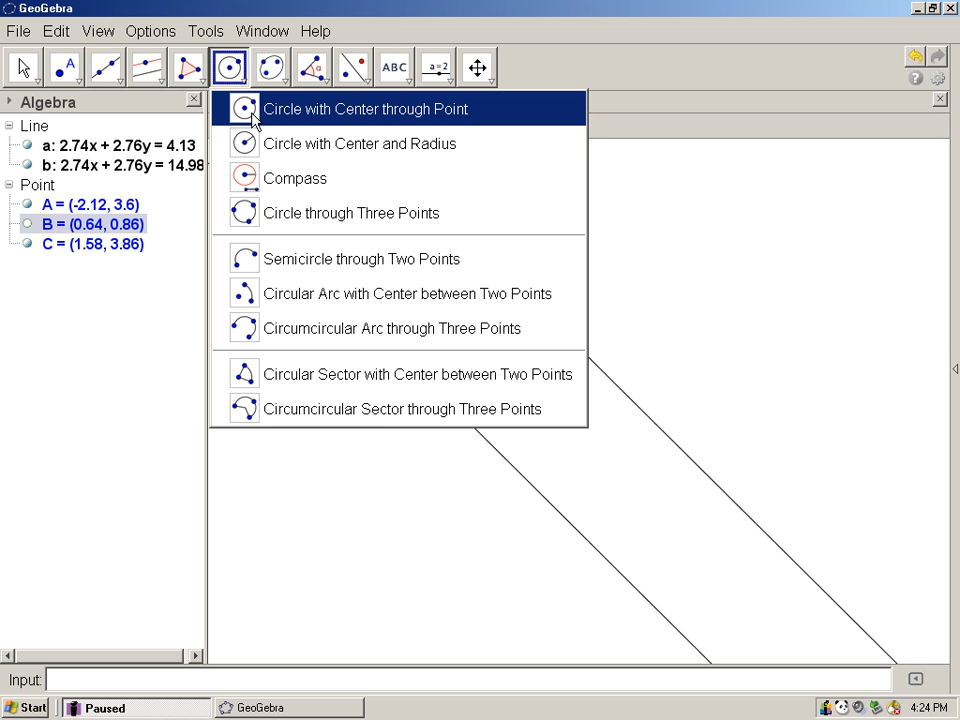 GeoGebra
File Edit View Options Tools Window Help
A
ABC
a=2
Algebra
Line
a: 2.74x + 2.76y = 4.13
b: 2.74x + 2.76y = 14.98
Point
A = (-2.12, 3.6)
B = (0.64, 0.86)
C = (1.58, 3.86)
Circle with Center through Point
Circle with Center and Radius
Compass
Circle through Three Points
Semicircle through Two Points
Circular Arc with Center between Two Points
Circumcircular Arc through Three Points
Circular Sector with Center between Two Points
Circumcircular Sector through Three Points
Input:
Start Paused GeoGebra 4:24 PM